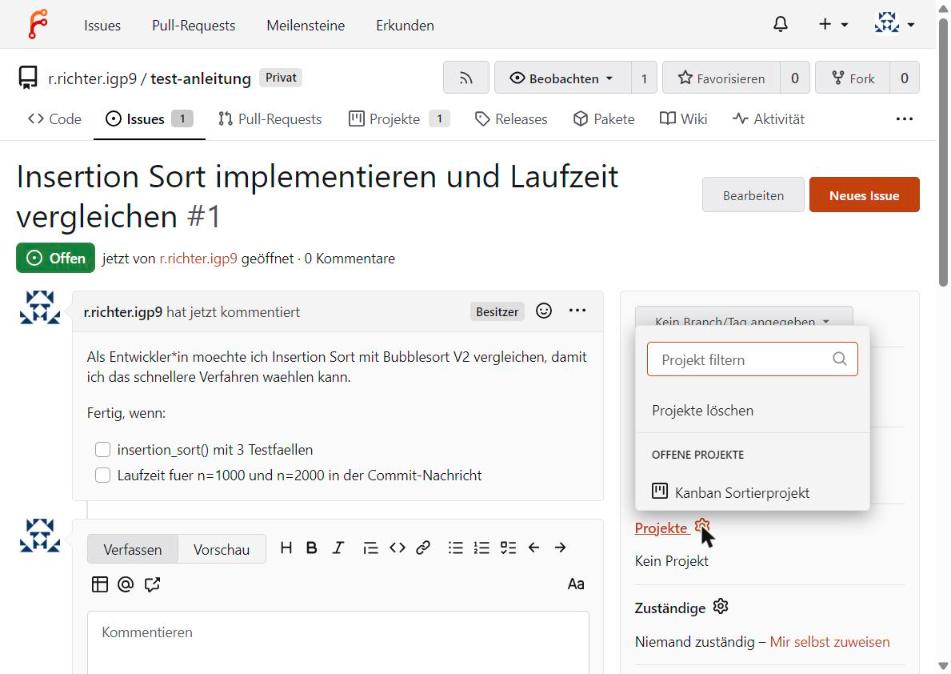 Issues Pull-Requests Meilensteine Erkunden
r.richter.igp9 / test-anleitung Privat Beobachten 1 Favorisieren 0 Fork 0
Code Issues 1 Pull-Requests Projekte 1 Releases Pakete Wiki Aktivität
Insertion Sort implementieren und Laufzeit
vergleichen #1
Bearbeiten Neues Issue
Offen jetzt von r.richter.igp9 geöffnet · 0 Kommentare
r.richter.igp9 hat jetzt kommentiert Besitzer
Als Entwickler*in moechte ich Insertion Sort mit Bubblesort V2 vergleichen, damit
ich das schnellere Verfahren waehlen kann.
Fertig, wenn:
insertion_sort() mit 3 Testfaellen
Laufzeit fuer n=1000 und n=2000 in der Commit-Nachricht
Verfassen Vorschau H B I
Aa
Kommentieren
Kein Branch/Tag angegeben
Projekt filtern
Projekte löschen
OFFENE PROJEKTE
Kanban Sortierprojekt
Projekte
Kein Projekt
Zuständige
Niemand zuständig – Mir selbst zuweisen